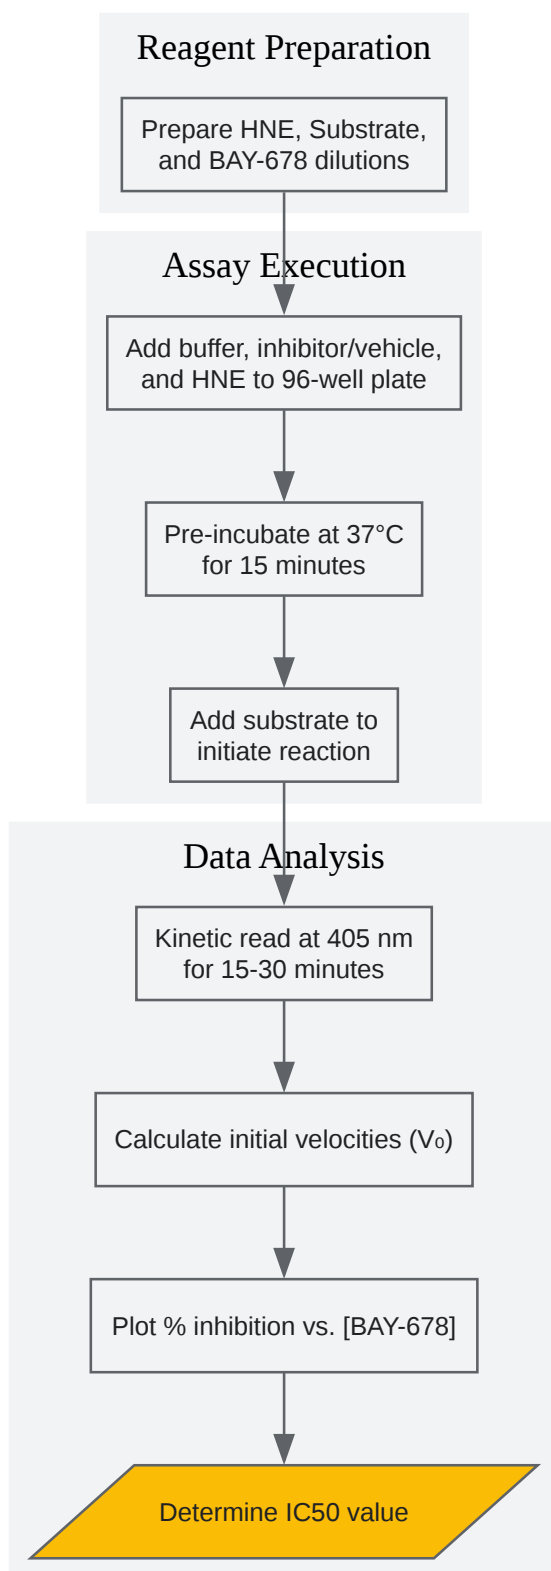 Reagent Preparation
Prepare HNE, Substrate,
and BAY-678 dilutions
Assay Execution
Add buffer, inhibitor/vehicle,
and HNE to 96-well plate
Pre-incubate at 37°C
for 15 minutes
Add substrate to
initiate reaction
Data Analysis
Kinetic read at 405 nm
for 15-30 minutes
Calculate initial velocities (V₀)
Plot % inhibition vs. [BAY-678]
Determine IC50 value